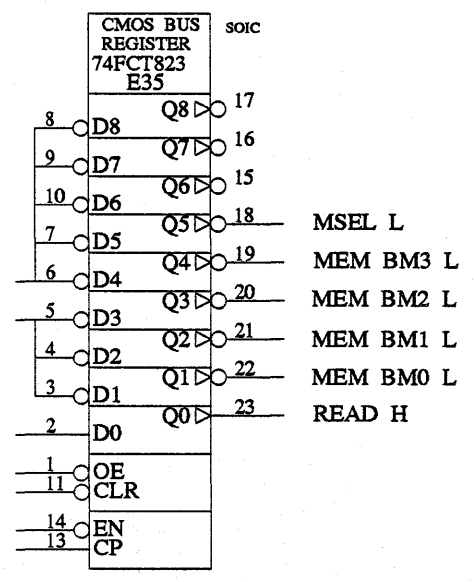 CMOS BUS SOIC
REGISTER
74FCT823
E35
Q8 17
8 D8
Q7 16
9 D7
Q6 15
10 D6
Q5 18 MSEL L
7 D5
Q4 19 MEM BM3 L
6 D4
Q3 20 MEM BM2 L
5 D3
Q2 21 MEM BM1 L
4 D2
Q1 22 MEM BM0 L
3 D1
Q0 23 READ H
2 D0
1 OE
11 CLR
14 EN
13 CP